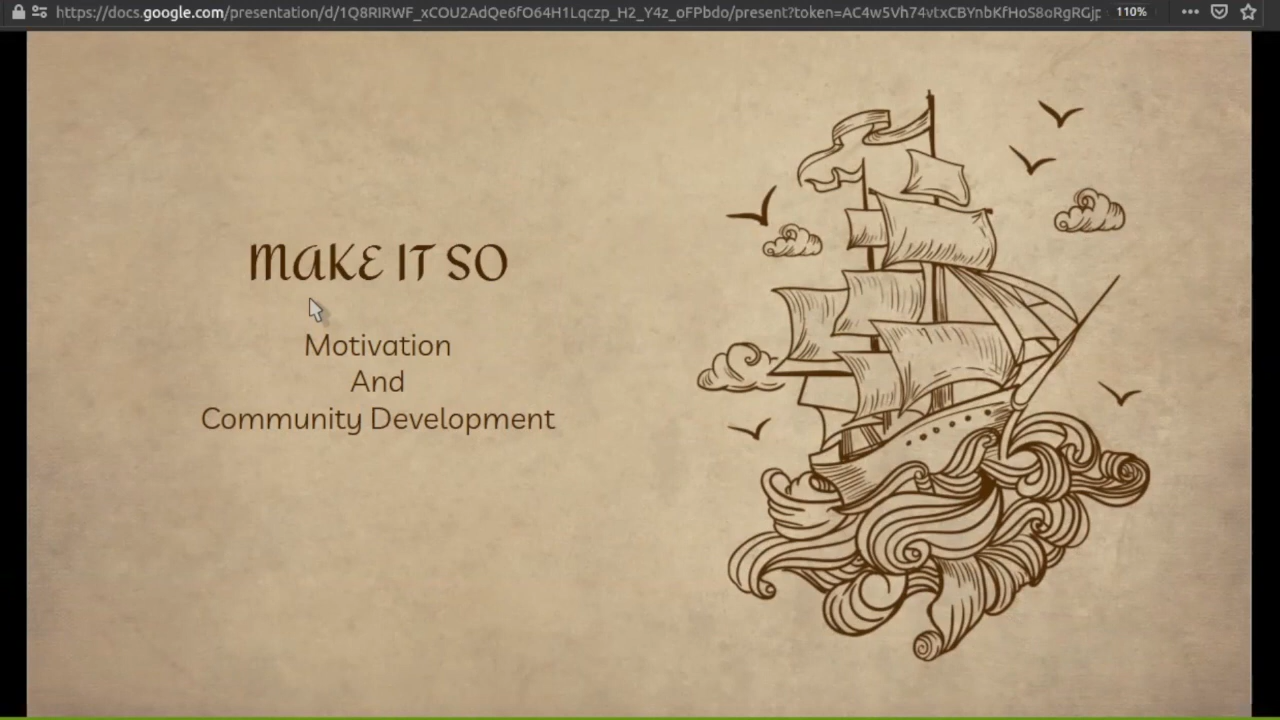 https://docs.google.com/presentation/d/1Q8RIRWF_xCOU2AdQe6fO64H1Lqczp_H2_Y4z_oFPbdo/present?token=AC4w5Vh74vtxCBYnbKfHoS8oRgRGjp 110%
MAKE IT SO
Motivation
And
Community Development